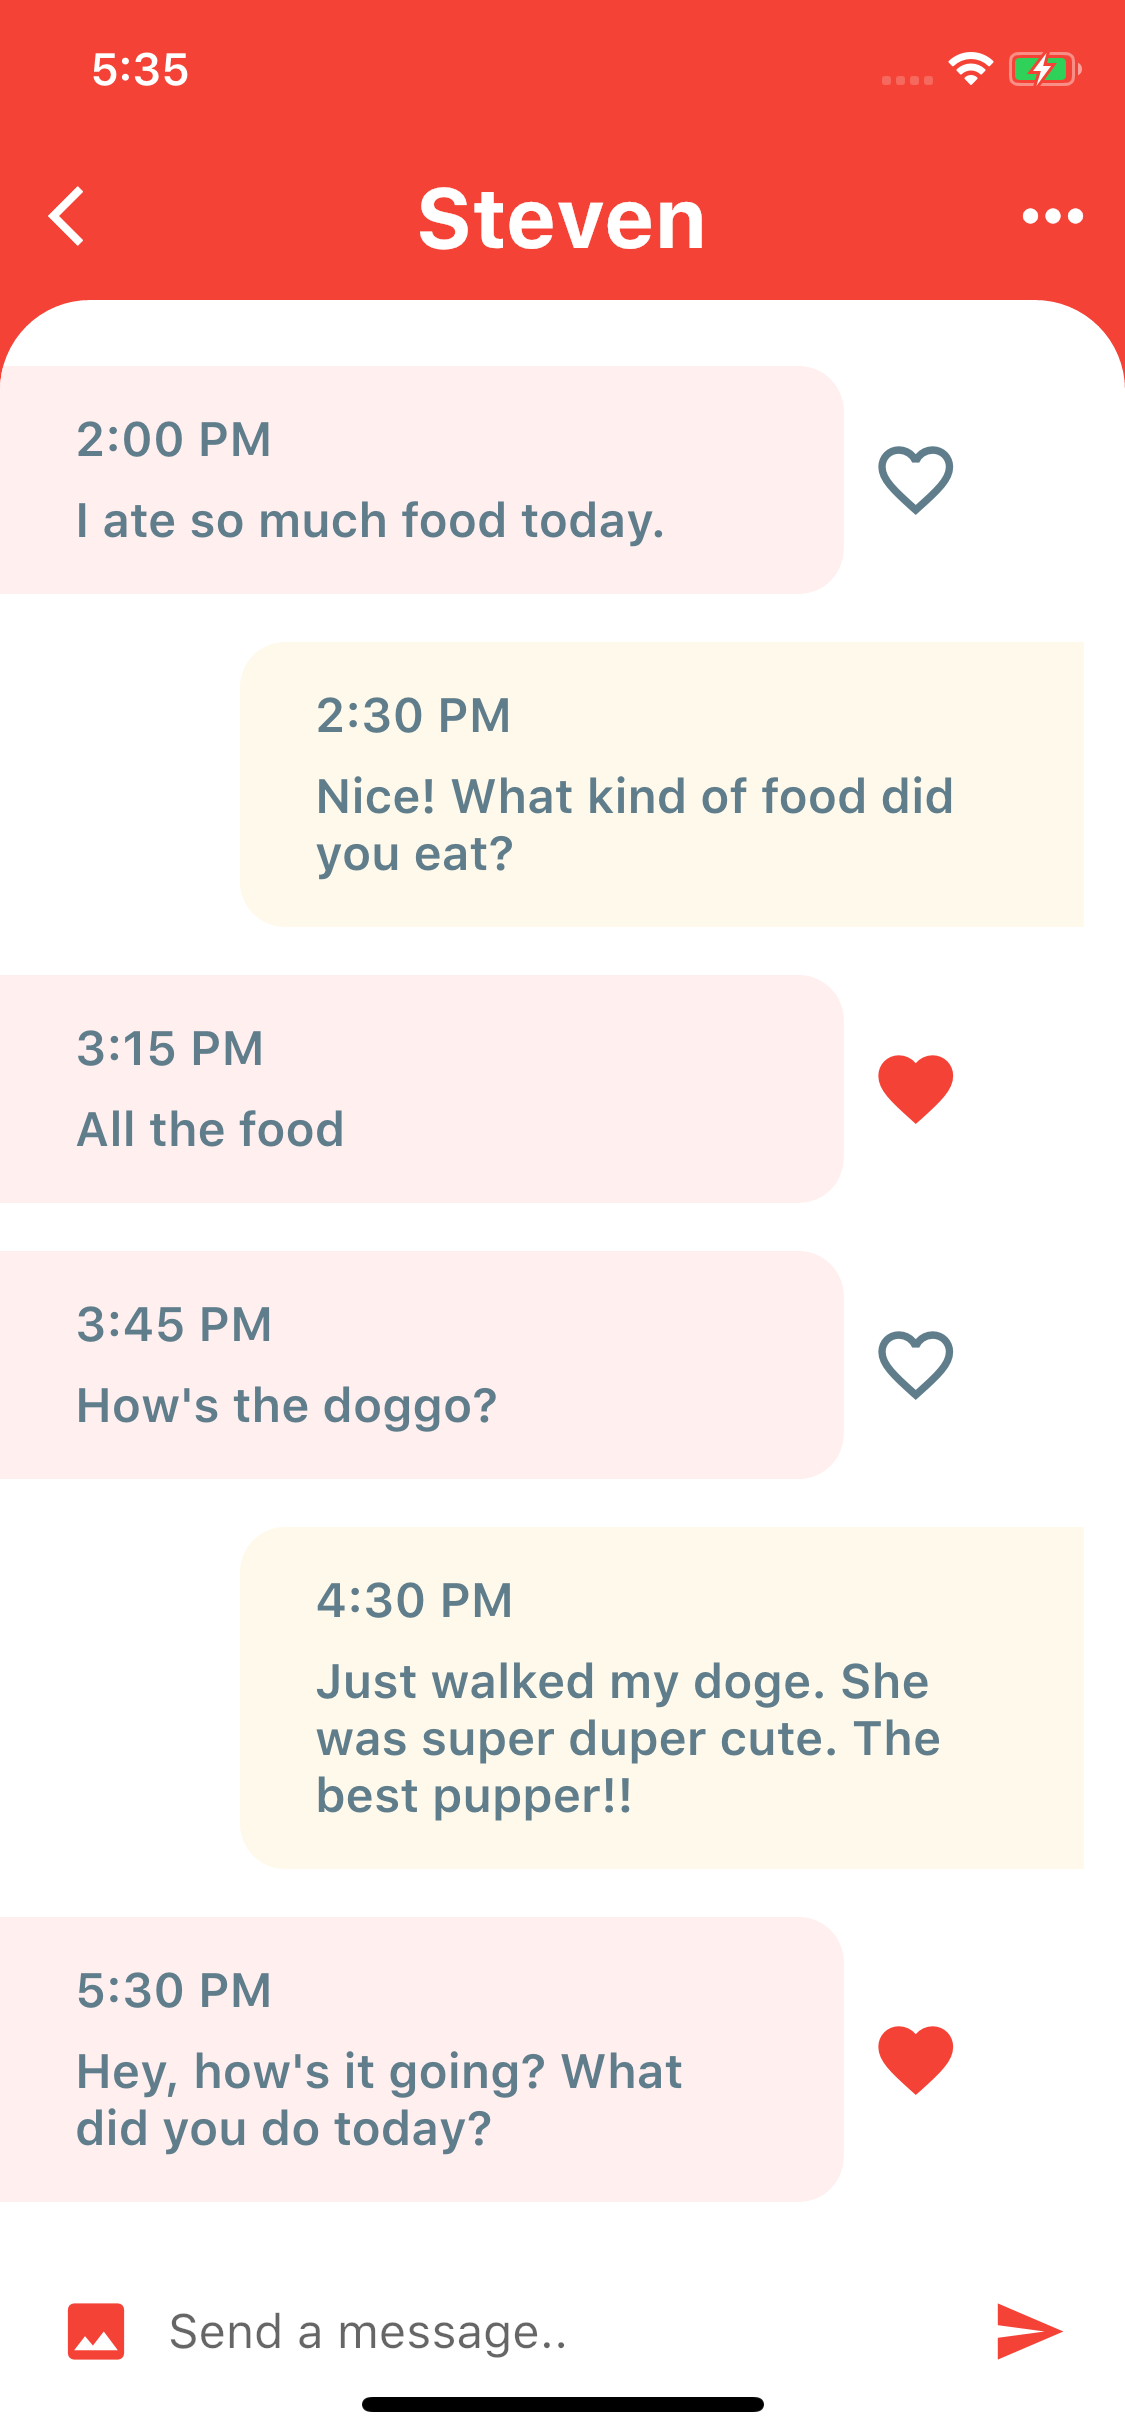 5:35
Steven
2:00 PM
I ate so much food today.
2:30 PM
Nice! What kind of food did
you eat?
3:15 PM
All the food
3:45 PM
How's the doggo?
4:30 PM
Just walked my doge. She
was super duper cute. The
best pupper!!
5:30 PM
Hey, how's it going? What
did you do today?
Send a message..